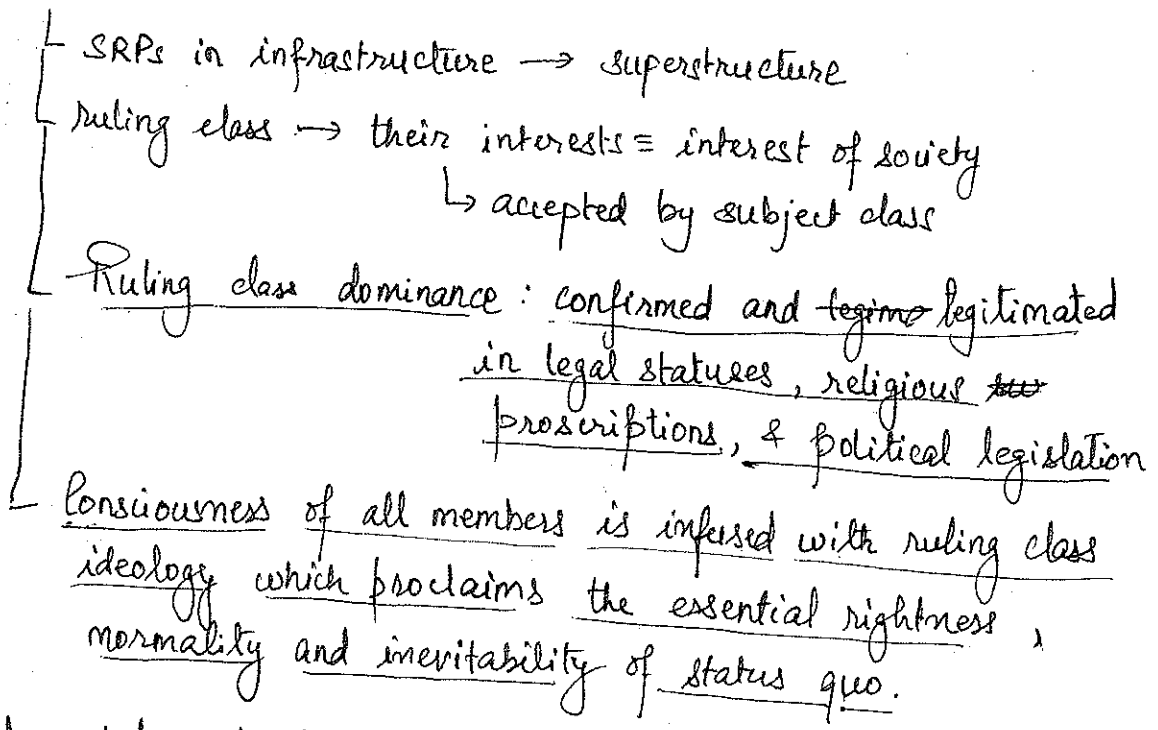 SRPs in infrastructure → superstructure
ruling class → their interests ≡ interest of society
↳ accepted by subject class
Ruling class dominance : confirmed and legitimated
in legal statuses, religious
proscriptions, & political legislation
Consciousness of all members is infused with ruling class
ideology which proclaims the essential rightness,
normality and inevitability of status quo.